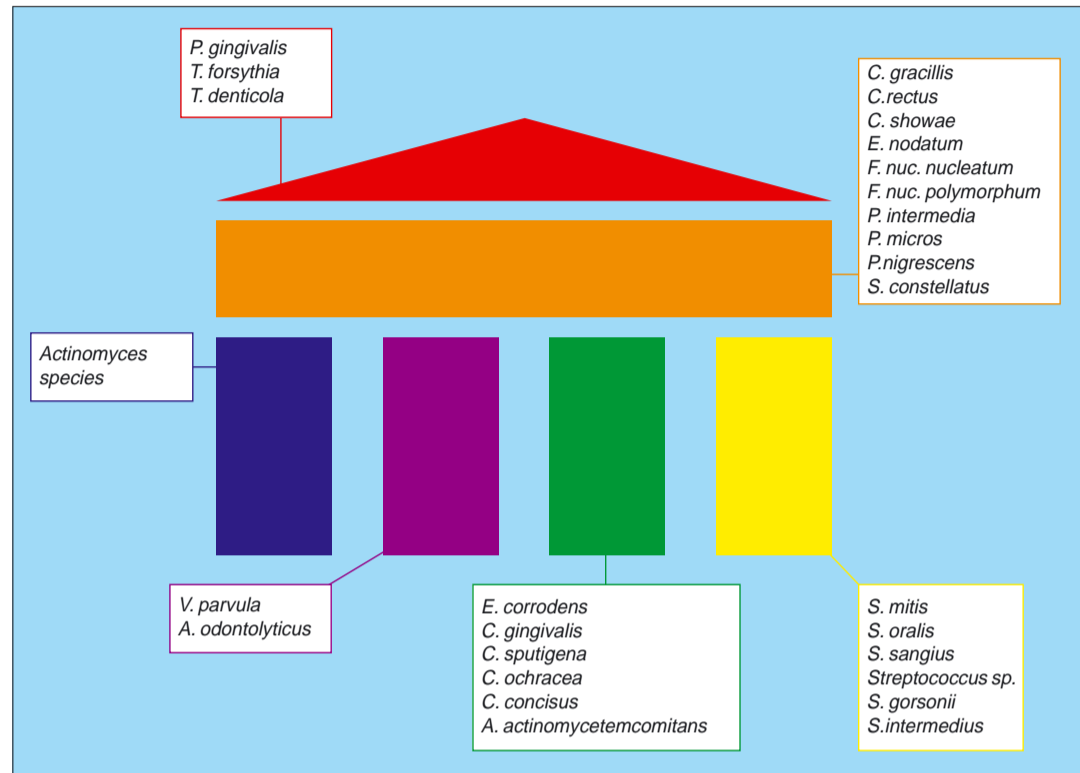 P. gingivalis
T. forsythia
T. denticola
C. gracillis
C.rectus
C. showae
E. nodatum
F. nuc. nucleatum
F. nuc. polymorphum
P. intermedia
P. micros
P.nigrescens
S. constellatus
Actinomyces
species
V. parvula
A. odontolyticus
E. corrodens
C. gingivalis
C. sputigena
C. ochracea
C. concisus
A. actinomycetemcomitans
S. mitis
S. oralis
S. sangius
Streptococcus sp.
S. gorsonii
S.intermedius